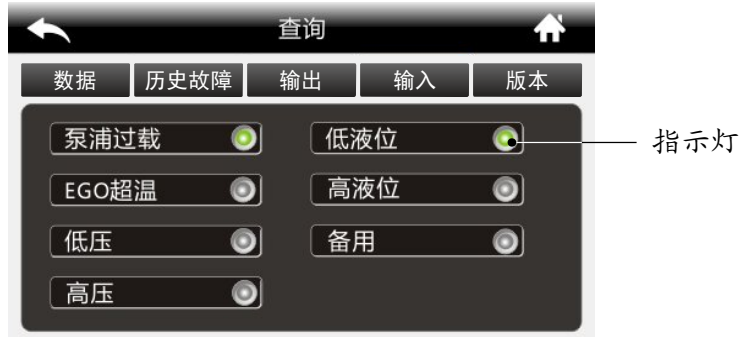 查询
数据 历史故障 输出 输入 版本
泵浦过载 低液位 指示灯
EGO超温 高液位
低压 备用
高压